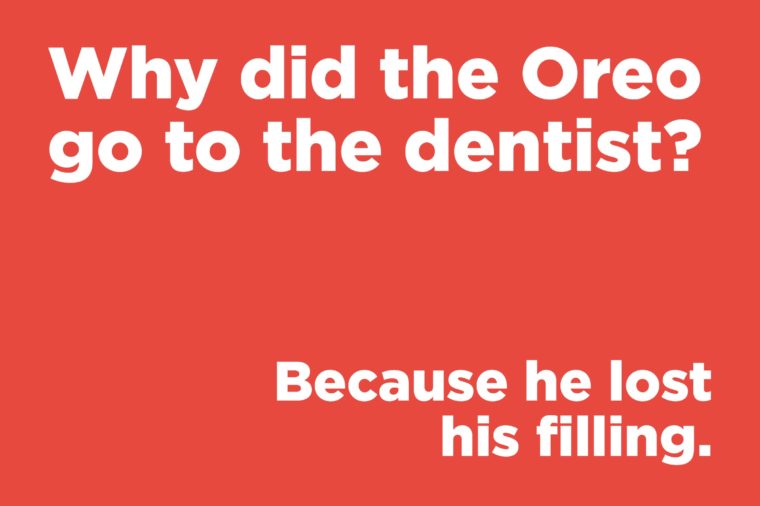 Why did the Oreo
go to the dentist?
Because he lost
his filling.